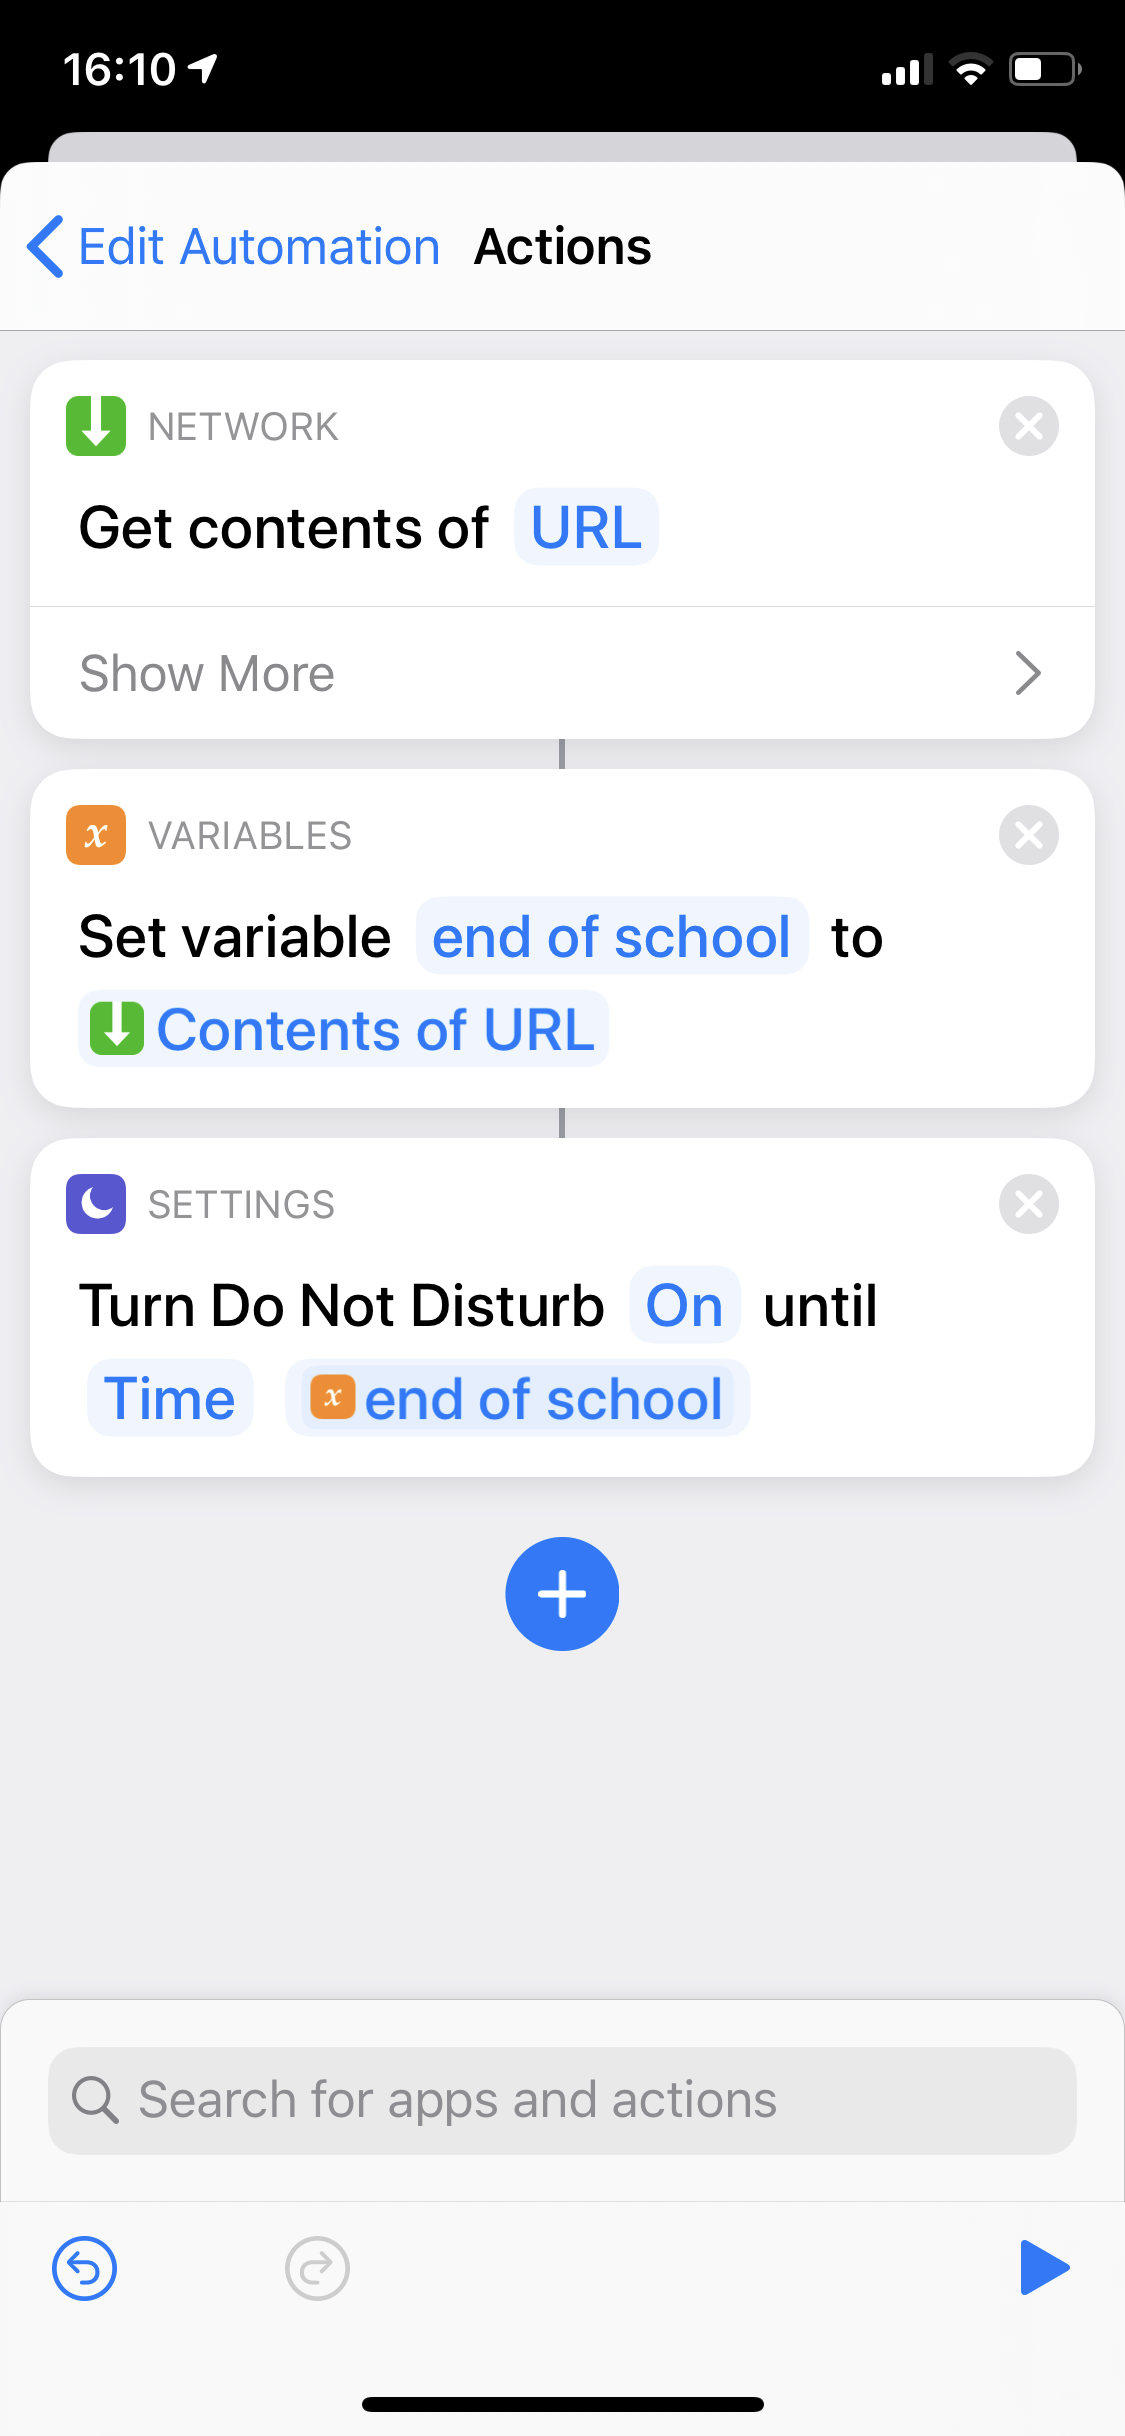 16:10
Edit Automation Actions
NETWORK
Get contents of URL
Show More
VARIABLES
Set variable end of school to
Contents of URL
SETTINGS
Turn Do Not Disturb On until
Time x end of school
Search for apps and actions